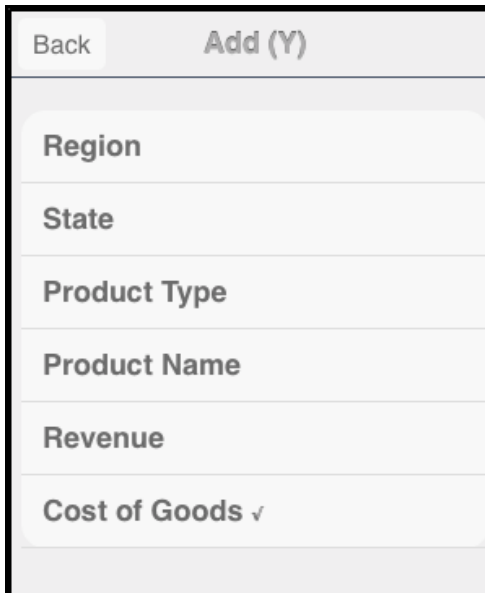 Back Add (Y)
Region
State
Product Type
Product Name
Revenue
Cost of Goods √